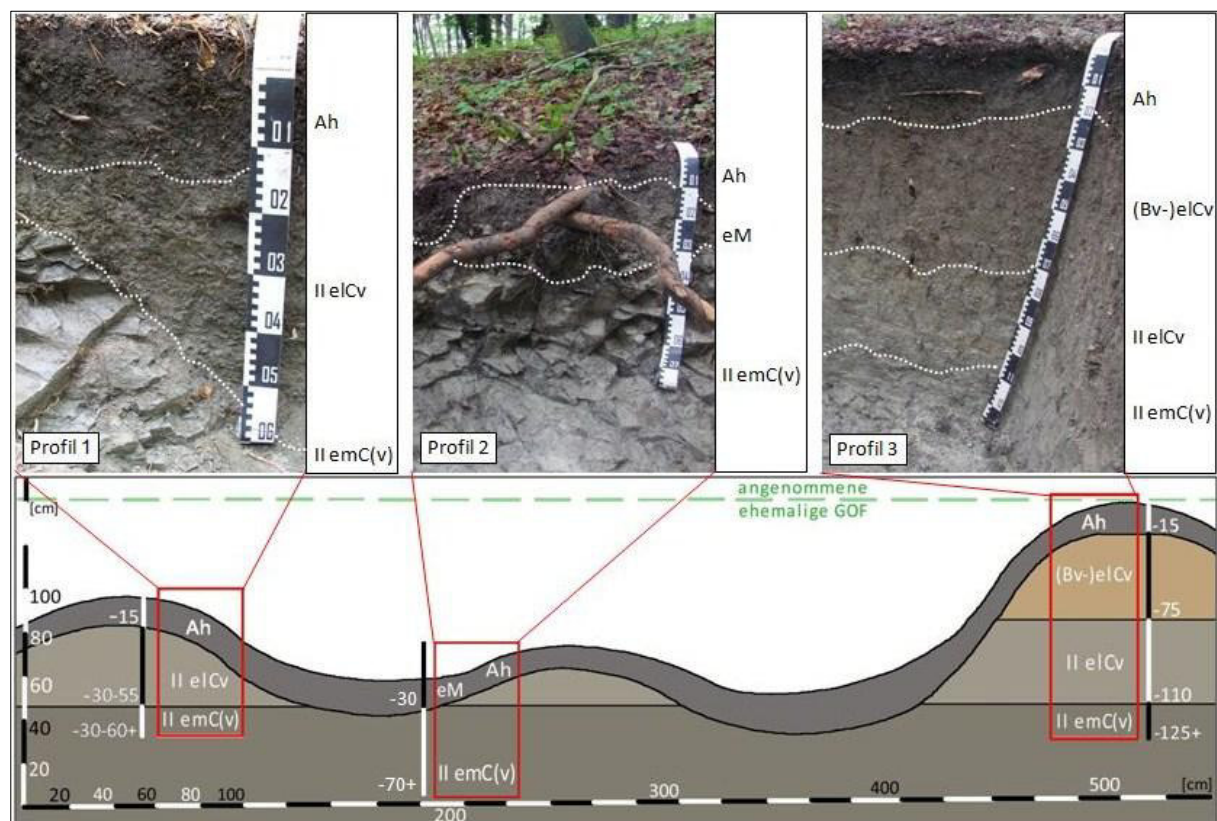 Ah
II elCv
II emC(v)
Profil 1
01
02
03
04
05
06
Ah
eM
II emC(v)
Profil 2
Ah
(Bv-)elCv
II elCv
II emC(v)
Profil 3
angenommene
ehemalige GOF
[cm]
100
80
60
40
20
-15
-30-55
-30-60+
Ah
II elCv
II emC(v)
-30
-70+
eM
Ah
II emC(v)
Ah
(Bv-)elCv
II elCv
II emC(v)
-15
-75
-110
-125+
20 40 60 80 100 200 300 400 500 [cm]